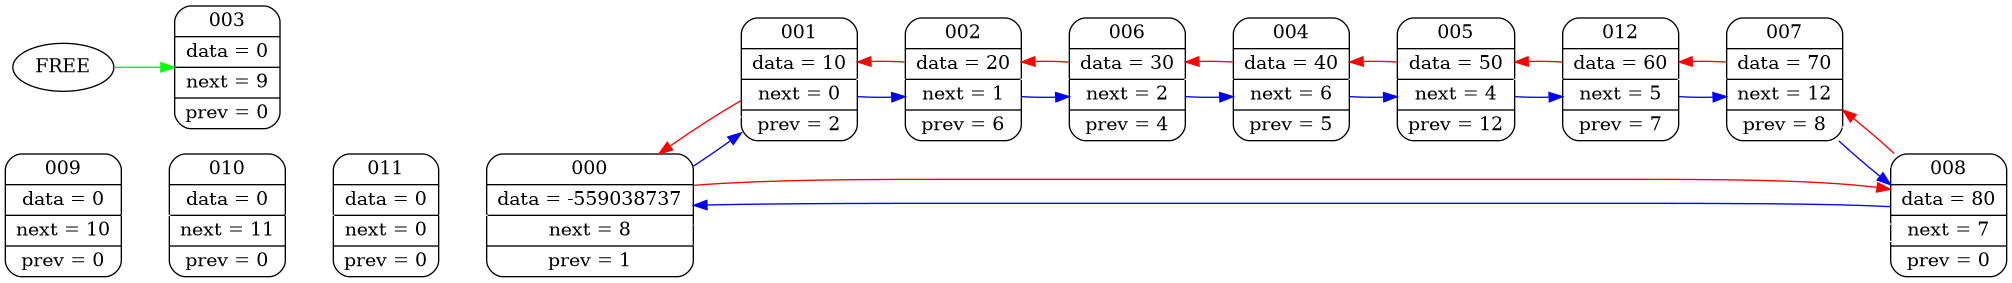 FREE
003
data = 0
next = 9
prev = 0
009
data = 0
next = 10
prev = 0
010
data = 0
next = 11
prev = 0
011
data = 0
next = 0
prev = 0
000
data = -559038737
next = 8
prev = 1
001
data = 10
next = 0
prev = 2
002
data = 20
next = 1
prev = 6
006
data = 30
next = 2
prev = 4
004
data = 40
next = 6
prev = 5
005
data = 50
next = 4
prev = 12
012
data = 60
next = 5
prev = 7
007
data = 70
next = 12
prev = 8
008
data = 80
next = 7
prev = 0